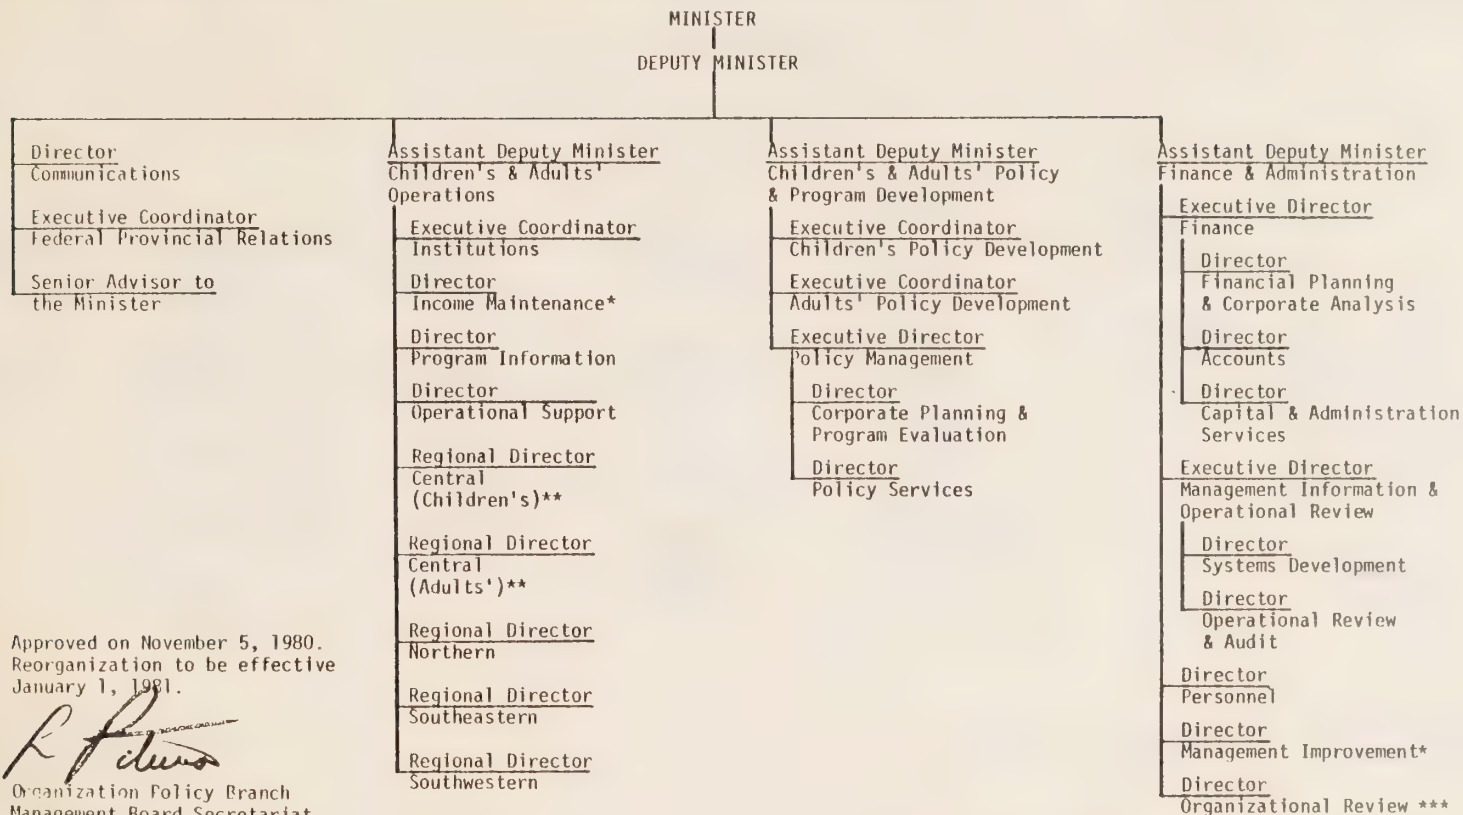 MINISTER
DEPUTY MINISTER
Director
Communications
Executive Coordinator
Federal Provincial Relations
Senior Advisor to
the Minister
Assistant Deputy Minister
Children's & Adults'
Operations
Executive Coordinator
Institutions
Director
Income Maintenance*
Director
Program Information
Director
Operational Support
Regional Director
Central
(Children's)**
Regional Director
Central
(Adults')**
Regional Director
Northern
Regional Director
Southeastern
Regional Director
Southwestern
Assistant Deputy Minister
Children's & Adults' Policy
& Program Development
Executive Coordinator
Children's Policy Development
Executive Coordinator
Adults' Policy Development
Executive Director
Policy Management
Director
Corporate Planning &
Program Evaluation
Director
Policy Services
Assistant Deputy Minister
Finance & Administration
Executive Director
Finance
Director
Financial Planning
& Corporate Analysis
Director
Accounts
Director
Capital & Administration
Services
Executive Director
Management Information &
Operational Review
Director
Systems Development
Director
Operational Review
& Audit
Director
Personnel
Director
Management Improvement*
Director
Organizational Review ***
Approved on November 5, 1980.
Reorganization to be effective
January 1, 1981.
Organization Policy Branch
Management Board Secretariat